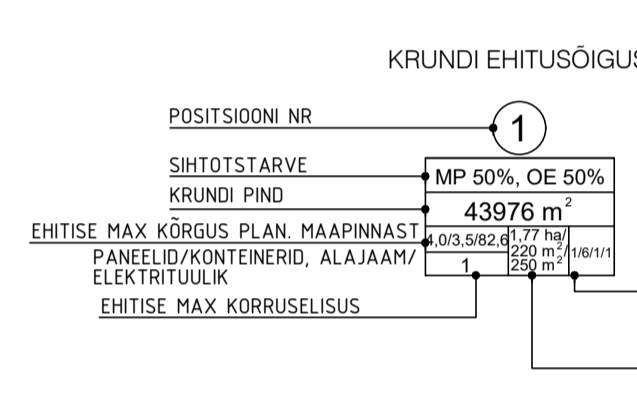 KRUNDI EHITUSÕIGUS
POSITSIOONI NR
1
SIHTOTSTARVE
MP 50%, OE 50%
KRUNDI PIND
43976 m²
EHITISE MAX KÕRGUS PLAN. MAAPINNAST
4,0/3,5/82,6
1,77 ha/
220 m²/
250 m²
1/6/1/1
PANEELID/KONTEINERID, ALAJAAM/
ELEKTRITUULIK
1
EHITISE MAX KORRUSELISUS